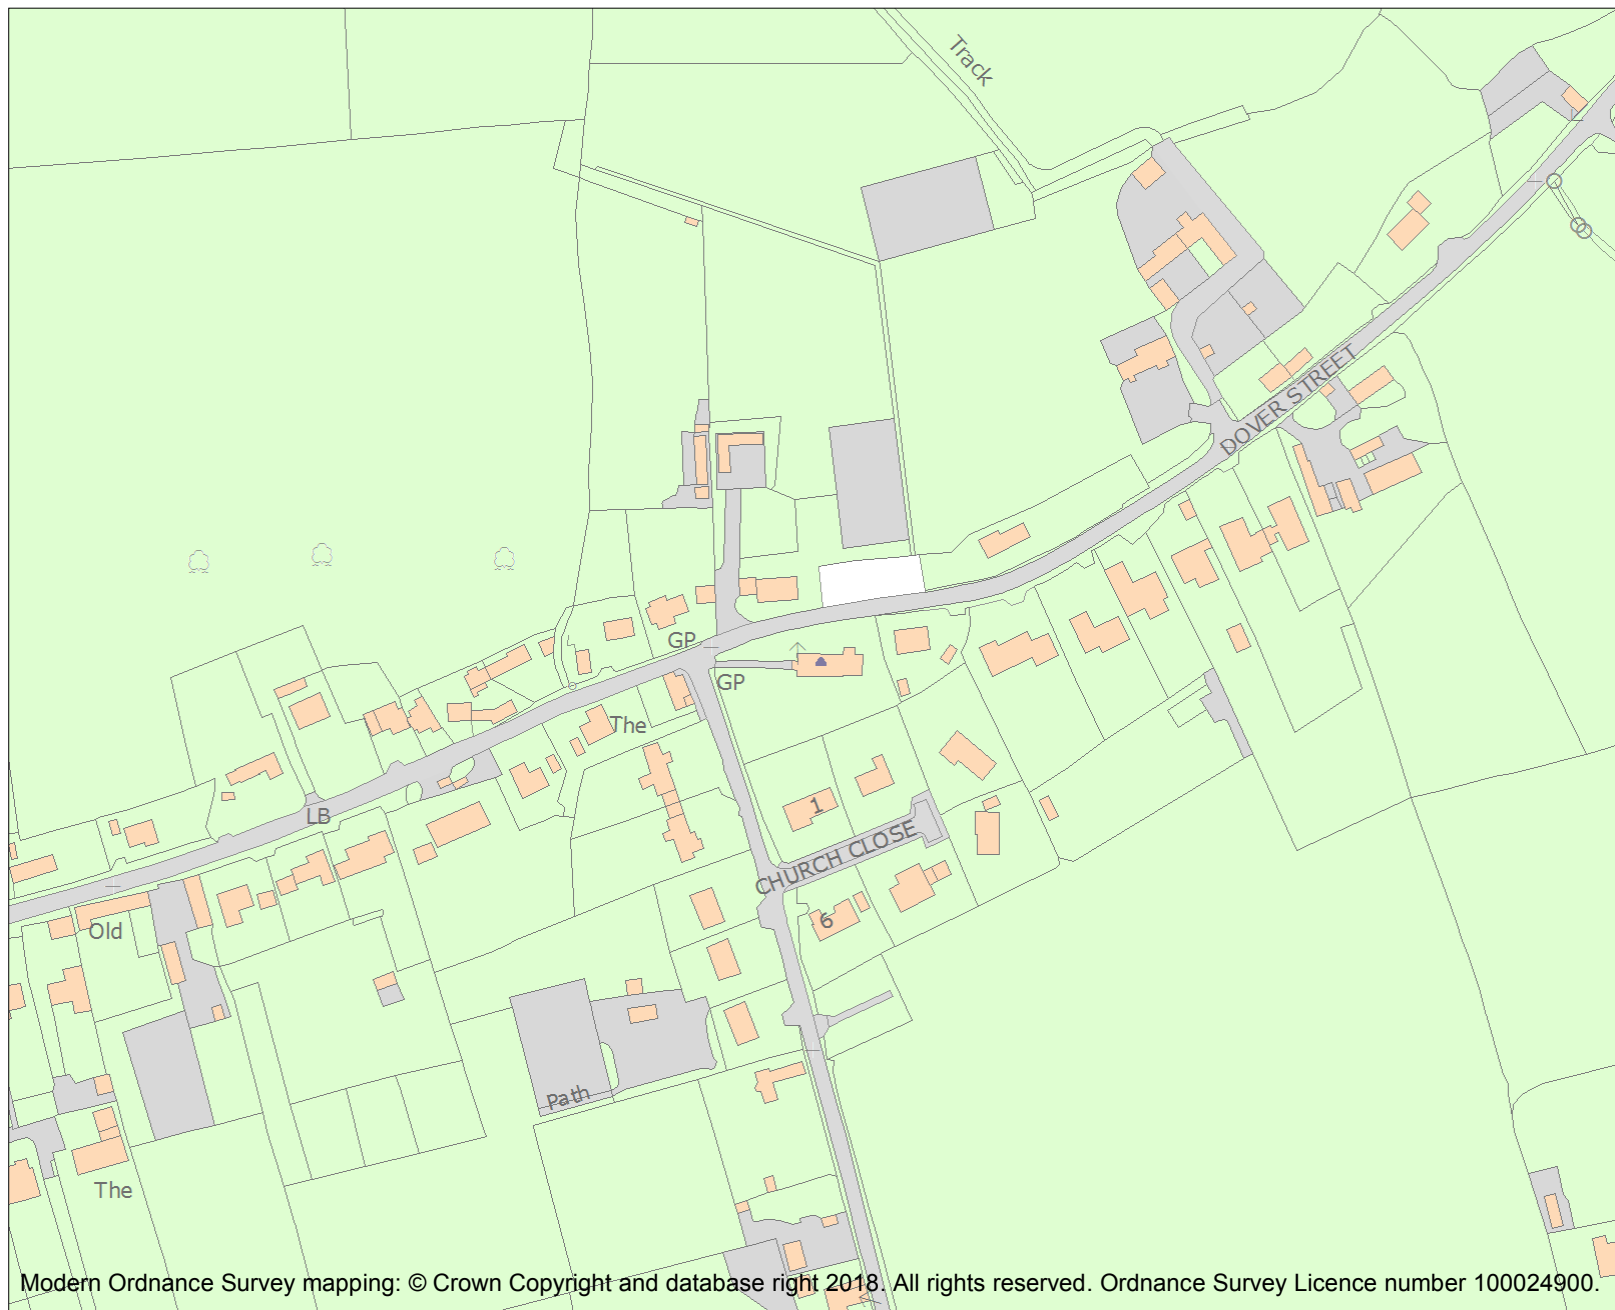 Track
DOVER STREET
GP
GP
The
LB
1
CHURCH CLOSE
6
Old
Path
The
Modern Ordnance Survey mapping: © Crown Copyright and database right 2018. All rights reserved. Ordnance Survey Licence number 100024900.